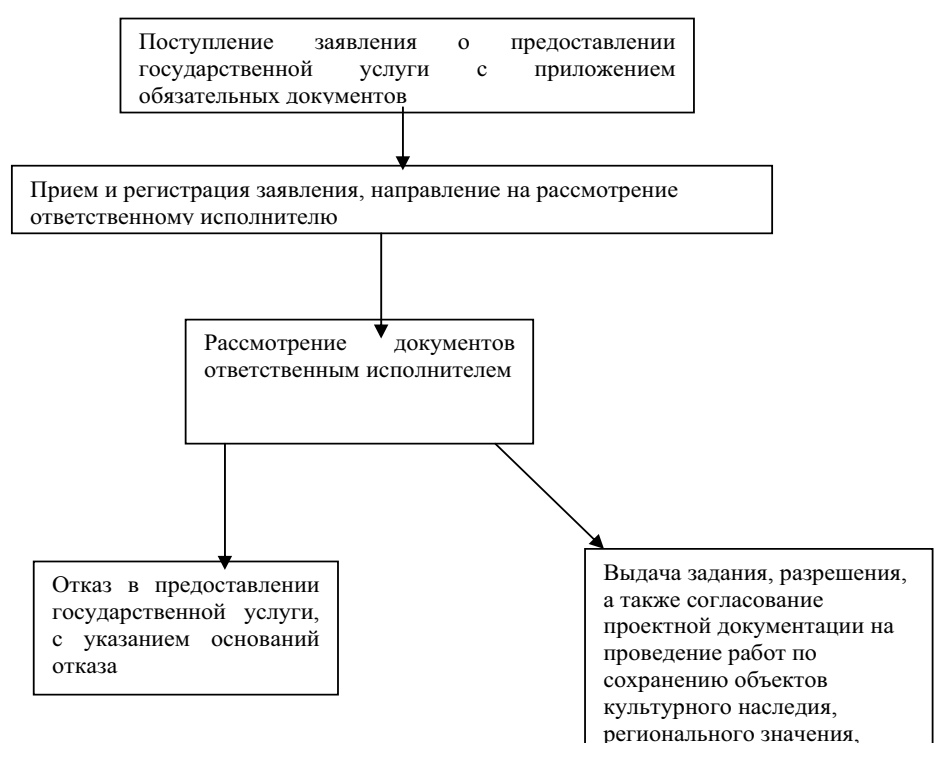 Поступление заявления о предоставлении
государственной услуги с приложением
обязательных документов
Прием и регистрация заявления, направление на рассмотрение
ответственному исполнителю
Рассмотрение документов
ответственным исполнителем
Отказ в предоставлении
государственной услуги,
с указанием оснований
отказа
Выдача задания, разрешения,
а также согласование
проектной документации на
проведение работ по
сохранению объектов
культурного наследия,
регионального значения,